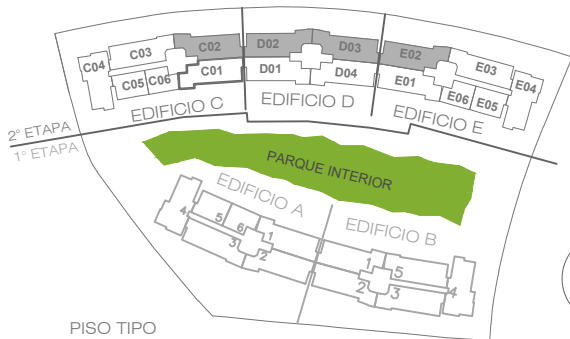 C04
C03
C02
D02
D03
E02
E03
E04
C05
C06
C01
D01
D04
E01
E06
E05
EDIFICIO C
EDIFICIO D
EDIFICIO E
2° ETAPA
1° ETAPA
PARQUE INTERIOR
EDIFICIO A
EDIFICIO B
4
5
6
1
3
2
1
5
2
3
4
PISO TIPO